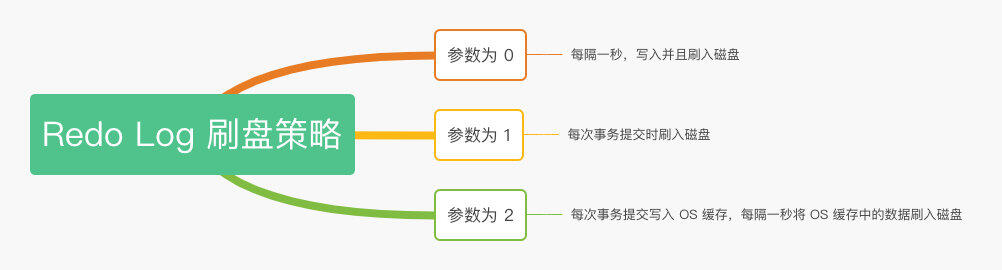 Redo Log 刷盘策略
参数为 0
每隔一秒，写入并且刷入磁盘
参数为 1
每次事务提交时刷入磁盘
参数为 2
每次事务提交写入 OS 缓存，每隔一秒将 OS 缓存中的数据刷入磁盘